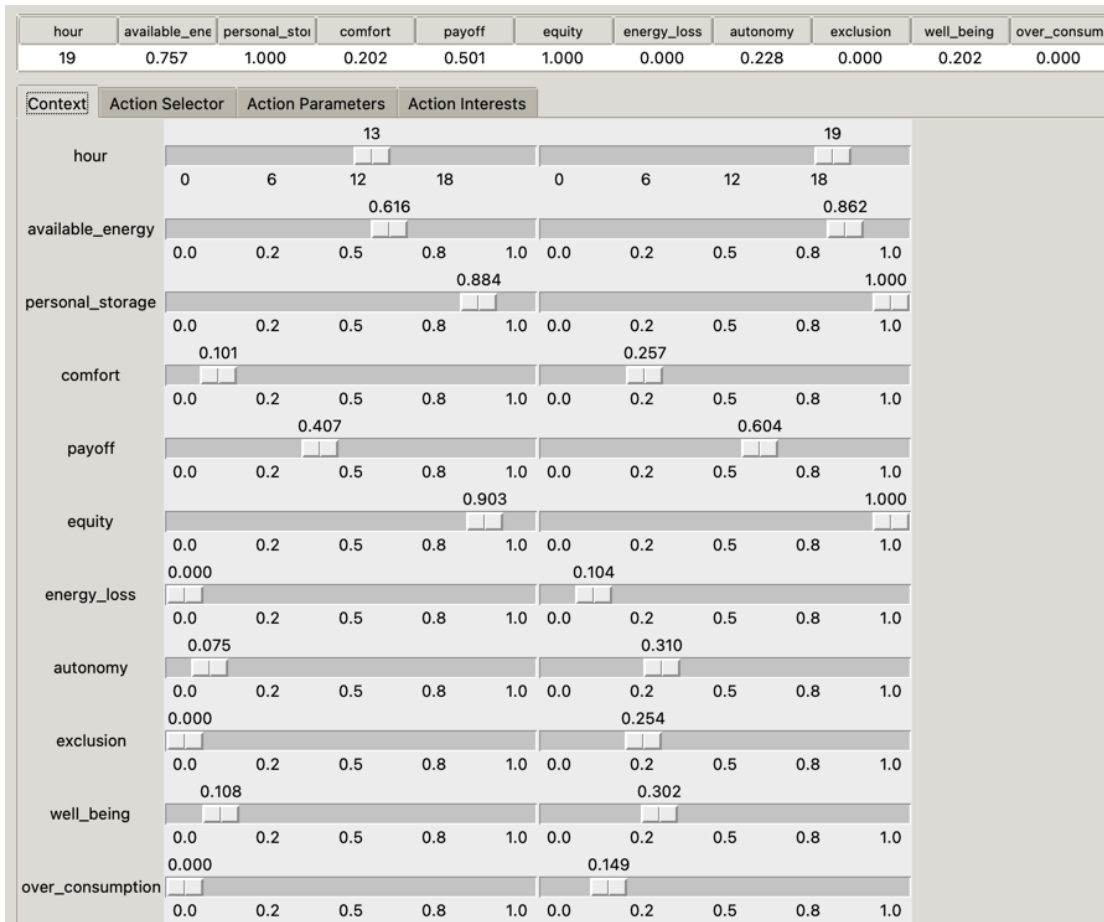 hour available_ene personal_stor comfort payoff equity energy_loss autonomy exclusion well_being over_consum
19 0.757 1.000 0.202 0.501 1.000 0.000 0.228 0.000 0.202 0.000
Context Action Selector Action Parameters Action Interests
13 19
hour
0 6 12 18 0 6 12 18
0.616 0.862
available_energy
0.0 0.2 0.5 0.8 1.0 0.0 0.2 0.5 0.8 1.0
0.884 1.000
personal_storage
0.0 0.2 0.5 0.8 1.0 0.0 0.2 0.5 0.8 1.0
0.101 0.257
comfort
0.0 0.2 0.5 0.8 1.0 0.0 0.2 0.5 0.8 1.0
0.407 0.604
payoff
0.0 0.2 0.5 0.8 1.0 0.0 0.2 0.5 0.8 1.0
0.903 1.000
equity
0.0 0.2 0.5 0.8 1.0 0.0 0.2 0.5 0.8 1.0
0.000 0.104
energy_loss
0.0 0.2 0.5 0.8 1.0 0.0 0.2 0.5 0.8 1.0
0.075 0.310
autonomy
0.0 0.2 0.5 0.8 1.0 0.0 0.2 0.5 0.8 1.0
0.000 0.254
exclusion
0.0 0.2 0.5 0.8 1.0 0.0 0.2 0.5 0.8 1.0
0.108 0.302
well_being
0.0 0.2 0.5 0.8 1.0 0.0 0.2 0.5 0.8 1.0
0.000 0.149
over_consumption
0.0 0.2 0.5 0.8 1.0 0.0 0.2 0.5 0.8 1.0